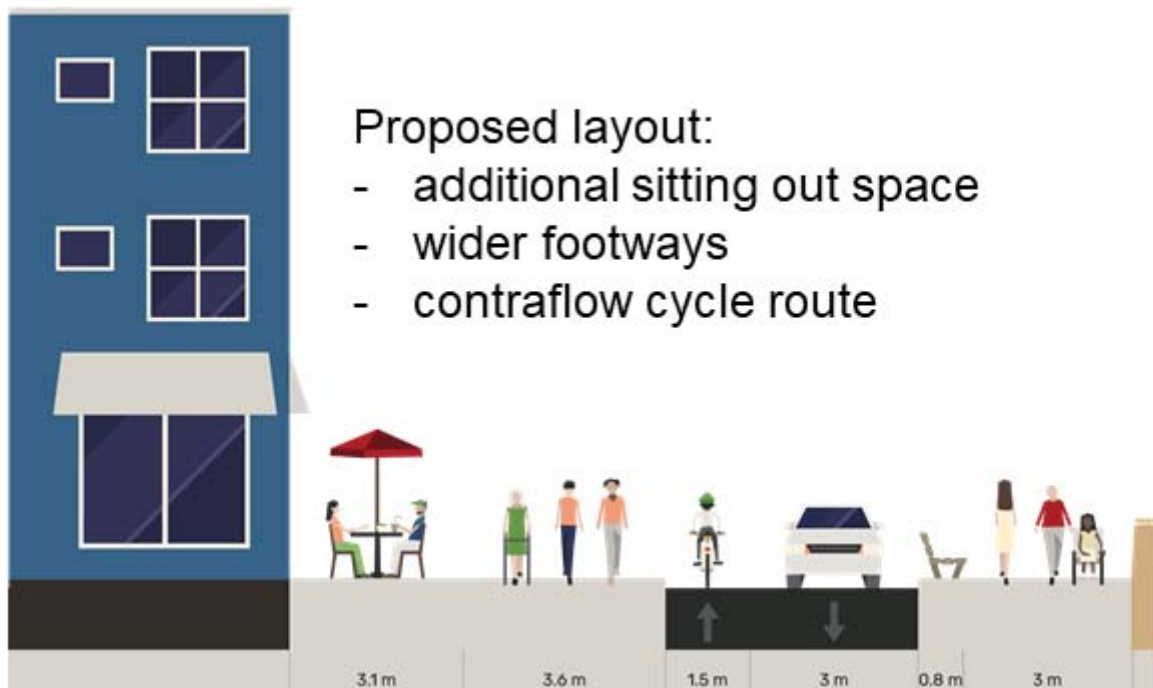 Proposed layout:
- additional sitting out space
- wider footways
- contraflow cycle route
3.1 m 3.6 m 1.5 m 3 m 0.8 m 3 m